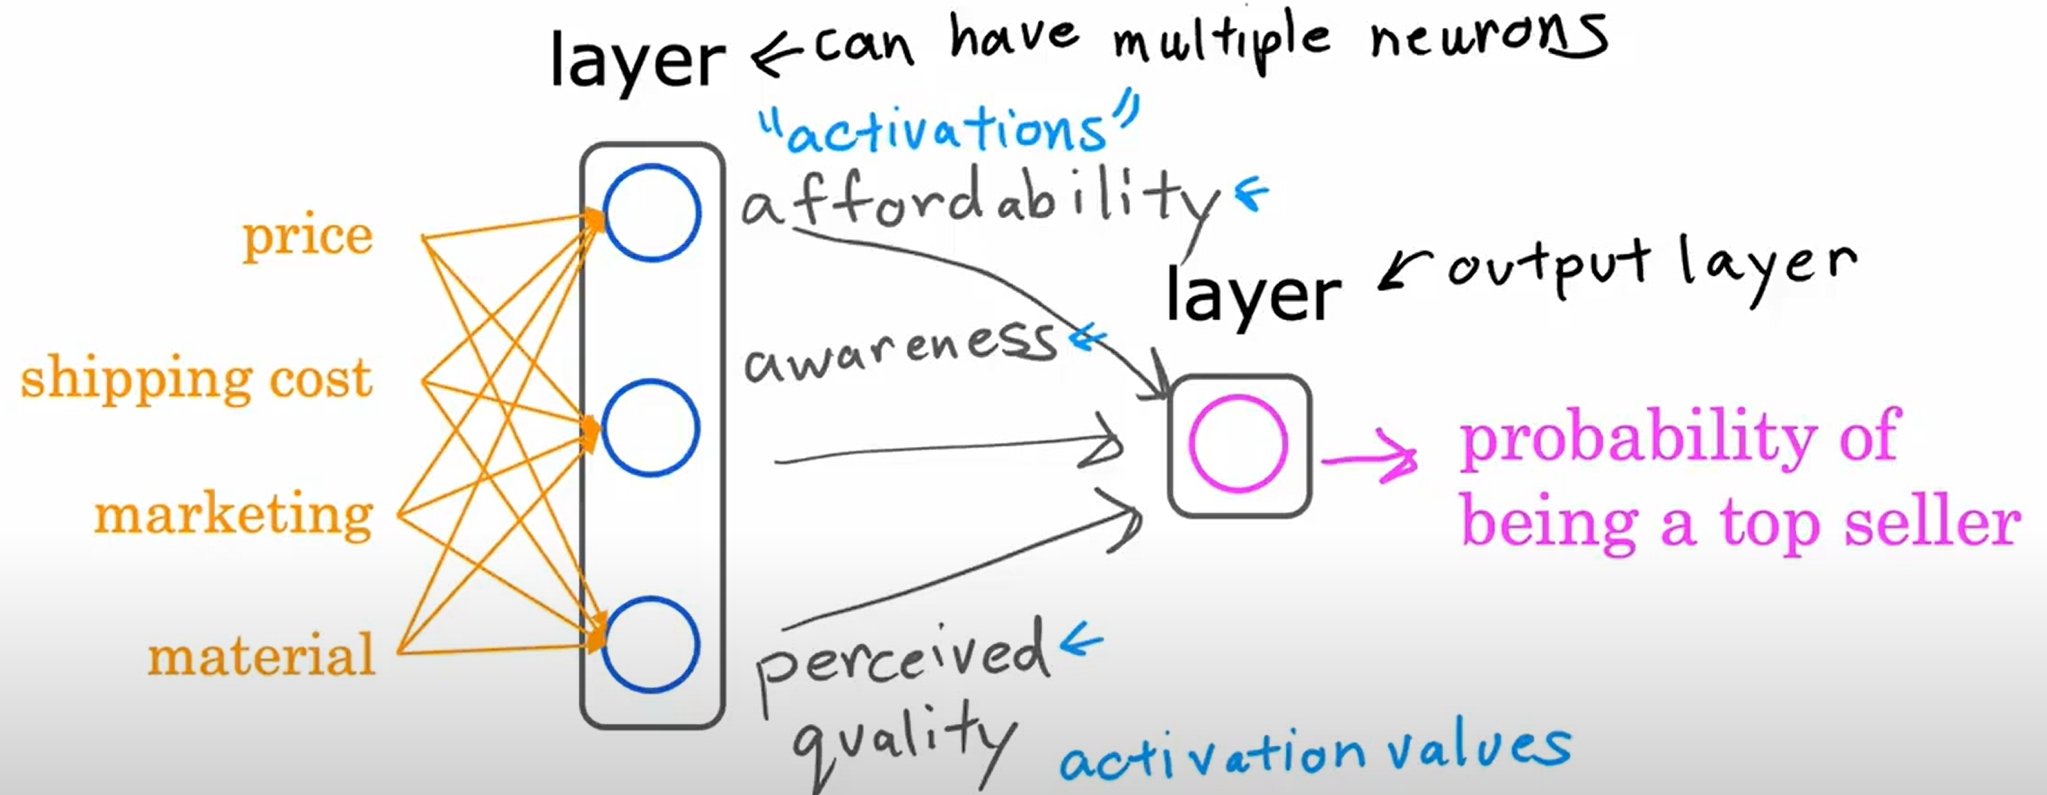 layer ← can have multiple neurons
"activations"
affordability ←
price
layer ← output layer
awareness ←
shipping cost
probability of
being a top seller
marketing
material
perceived ←
quality
activation values